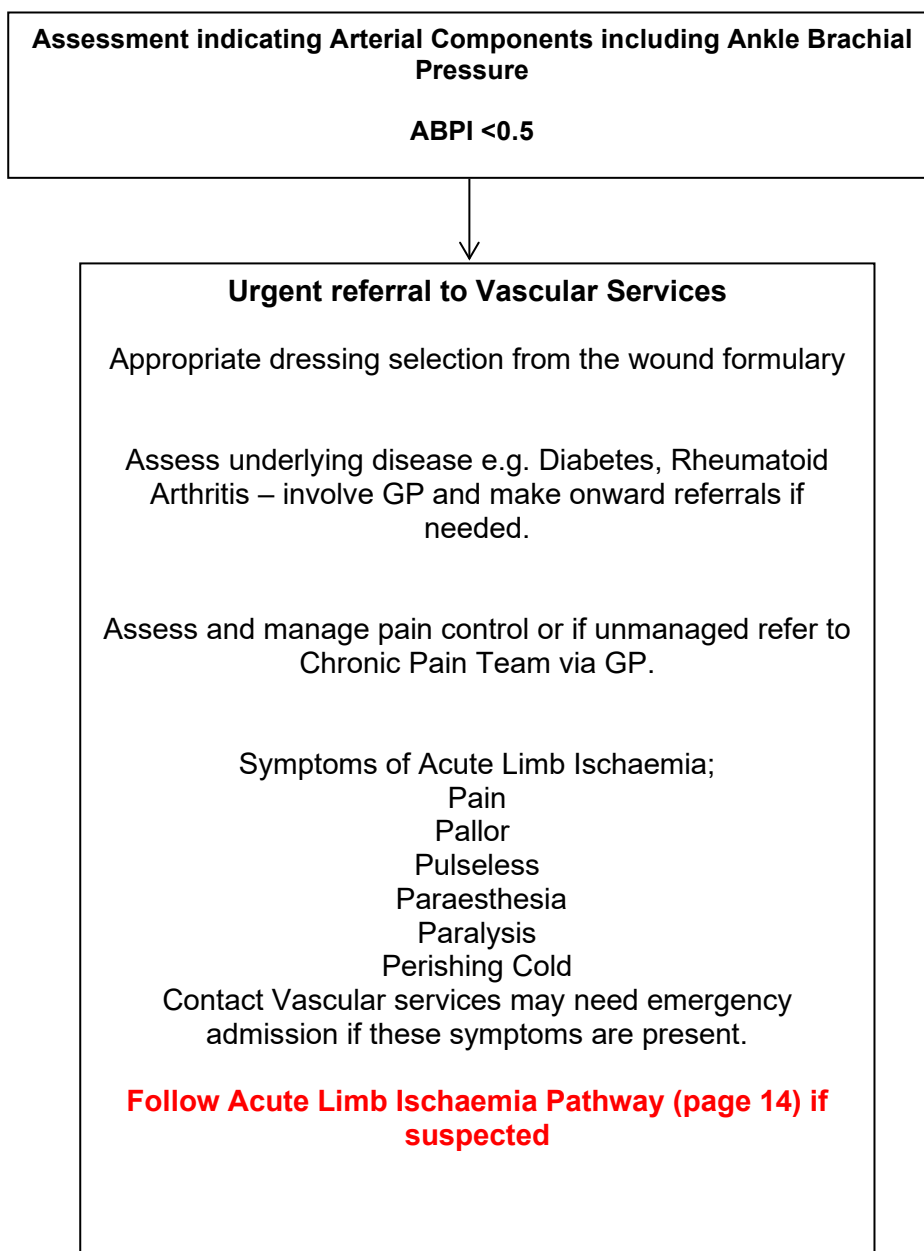 Assessment indicating Arterial Components including Ankle Brachial
Pressure
ABPI <0.5
Urgent referral to Vascular Services
Appropriate dressing selection from the wound formulary
Assess underlying disease e.g. Diabetes, Rheumatoid
Arthritis – involve GP and make onward referrals if
needed.
Assess and manage pain control or if unmanaged refer to
Chronic Pain Team via GP.
Symptoms of Acute Limb Ischaemia;
Pain
Pallor
Pulseless
Paraesthesia
Paralysis
Perishing Cold
Contact Vascular services may need emergency
admission if these symptoms are present.
Follow Acute Limb Ischaemia Pathway (page 14) if
suspected